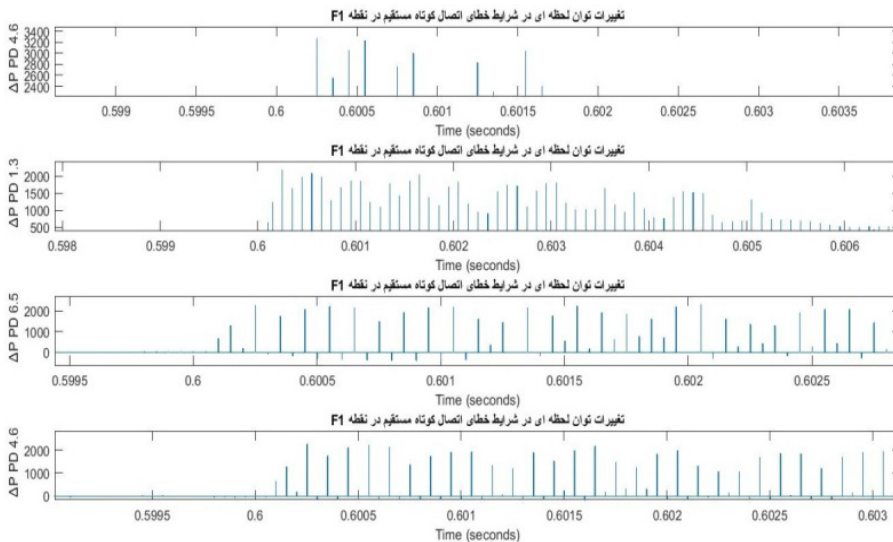 تغییرات توان لحظه ای در شرایط خطای اتصال کوتاه مستقیم در نقطه F1
ΔP PD 4.6
3400
3200
3000
2800
2600
2400
0.599 0.5995 0.6 0.6005 0.601 0.6015 0.602 0.6025 0.603 0.6035
Time (seconds)
تغییرات توان لحظه ای در شرایط خطای اتصال کوتاه مستقیم در نقطه F1
ΔP PD 1.3
2000
1500
1000
500
0.598 0.599 0.6 0.601 0.602 0.603 0.604 0.605 0.606
Time (seconds)
تغییرات توان لحظه ای در شرایط خطای اتصال کوتاه مستقیم در نقطه F1
ΔP PD 6.5
2000
1000
0
0.5995 0.6 0.6005 0.601 0.6015 0.602 0.6025
Time (seconds)
تغییرات توان لحظه ای در شرایط خطای اتصال کوتاه مستقیم در نقطه F1
ΔP PD 4.6
2000
1000
0
0.5995 0.6 0.6005 0.601 0.6015 0.602 0.6025 0.603
Time (seconds)